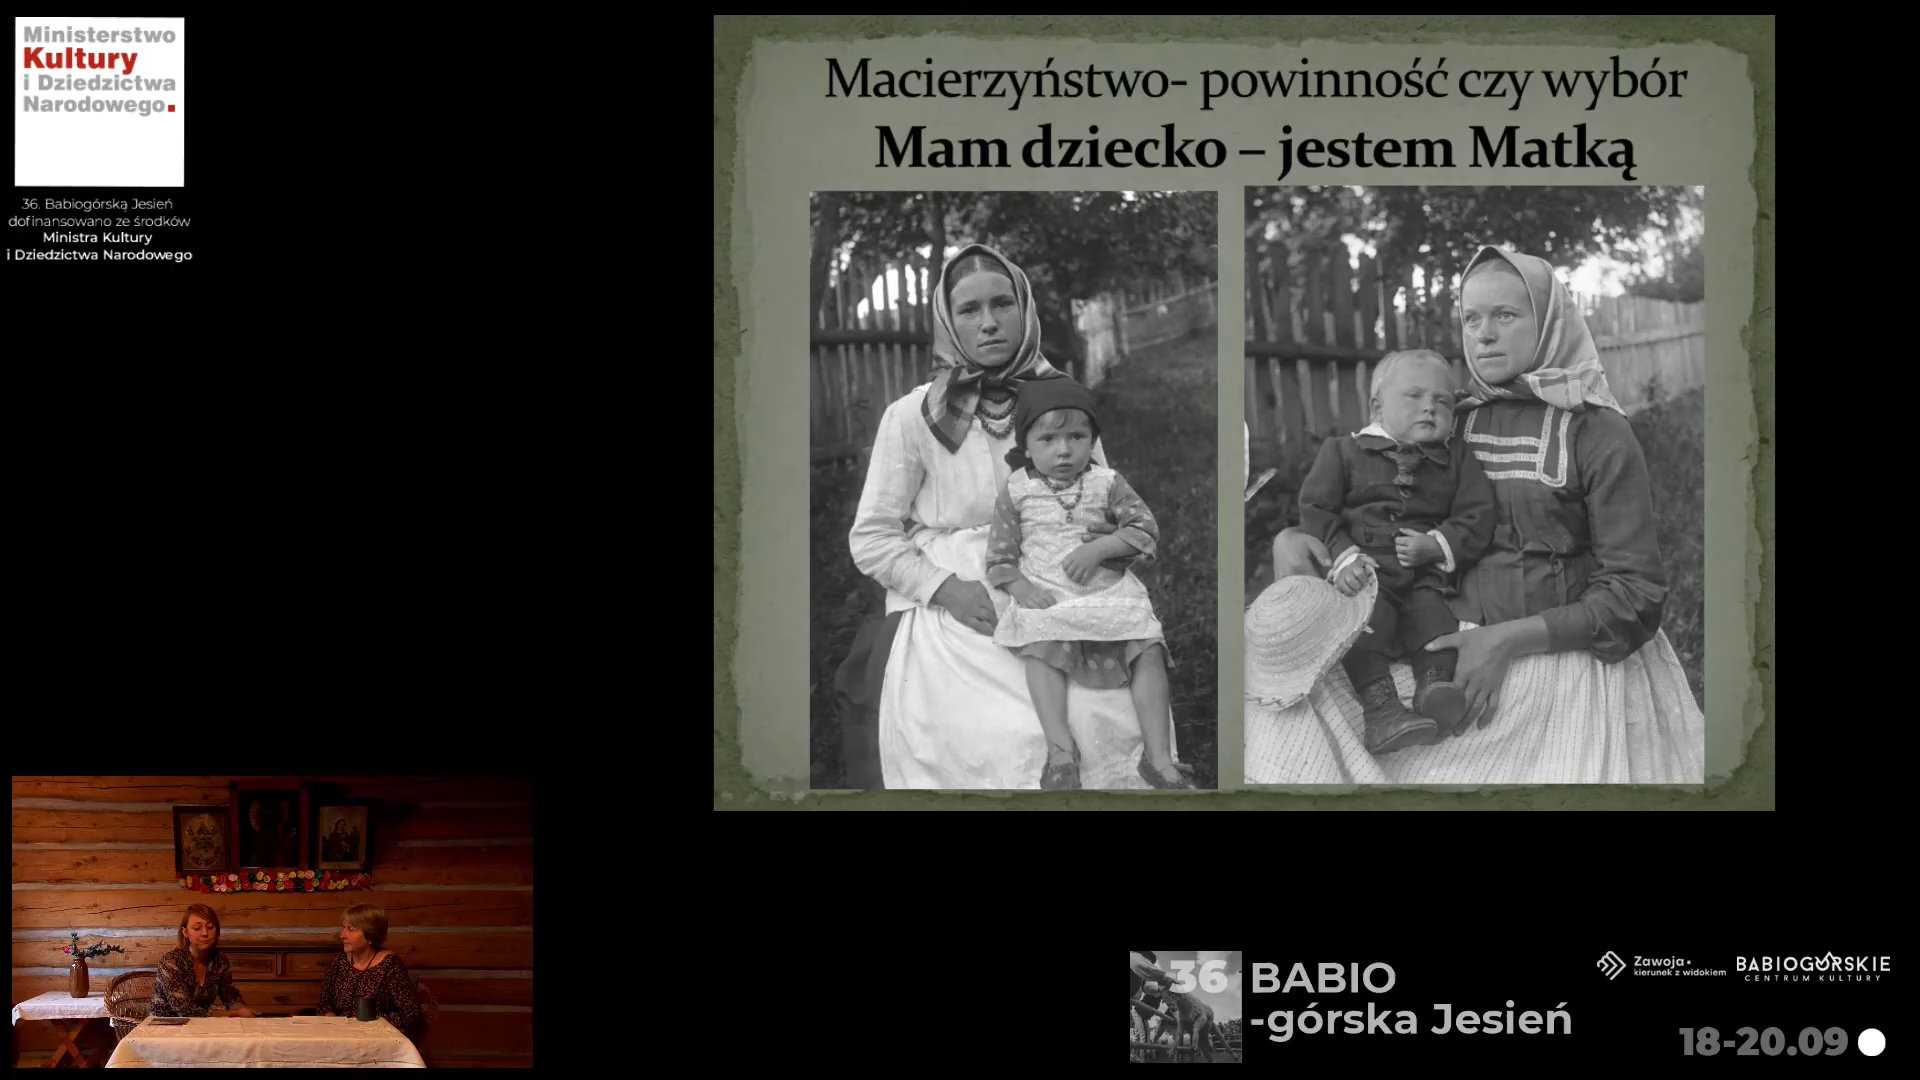 Ministerstwo
Kultury
i Dziedzictwa
Narodowego.
36. Babiogórską Jesień
dofinansowano ze środków
Ministra Kultury
i Dziedzictwa Narodowego
Macierzyństwo- powinność czy wybór
Mam dziecko – jestem Matką
36 BABIO
-górska Jesień
Zawoja•
kierunek z widokiem
BABIOGÓRSKIE
CENTRUM KULTURY
18-20.09